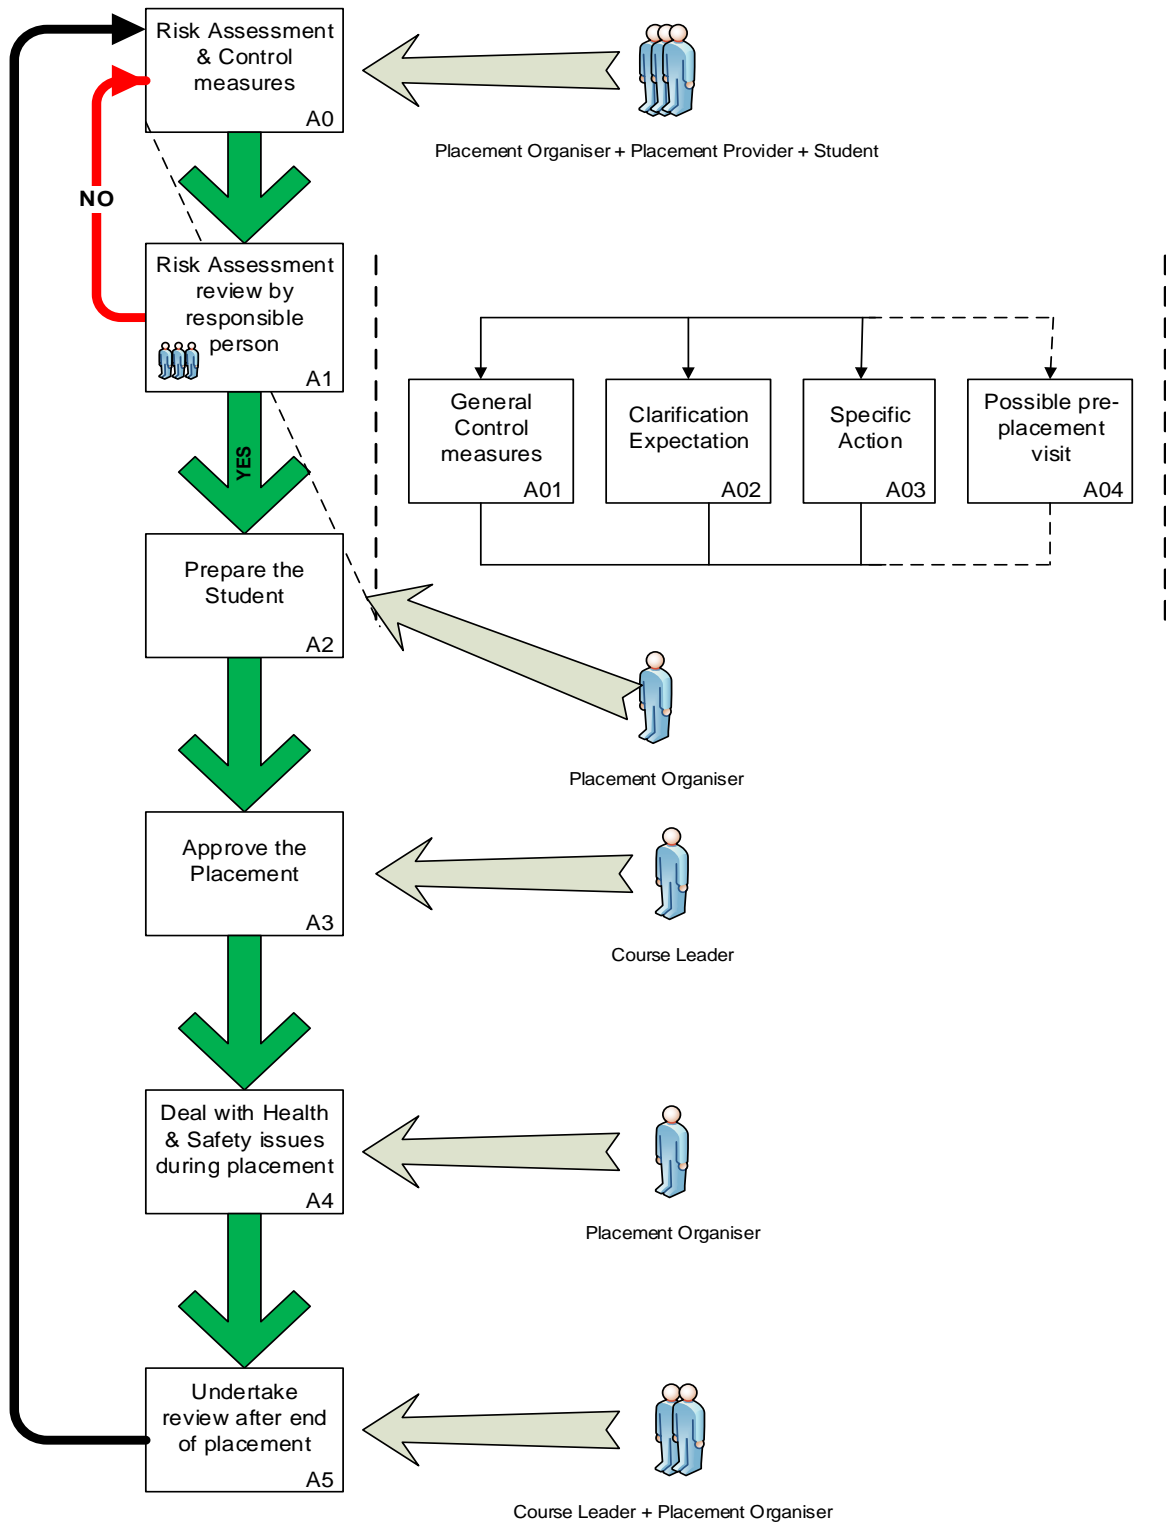 Risk Assessment
& Control
measures
A0
Placement Organiser + Placement Provider + Student
NO
Risk Assessment
review by
responsible
person
A1
General
Control
measures
A01
Clarification
Expectation
A02
Specific
Action
A03
Possible pre-
placement
visit
A04
YES
Prepare the
Student
A2
Placement Organiser
Approve the
Placement
A3
Course Leader
Deal with Health
& Safety issues
during placement
A4
Placement Organiser
Undertake
review after end
of placement
A5
Course Leader + Placement Organiser